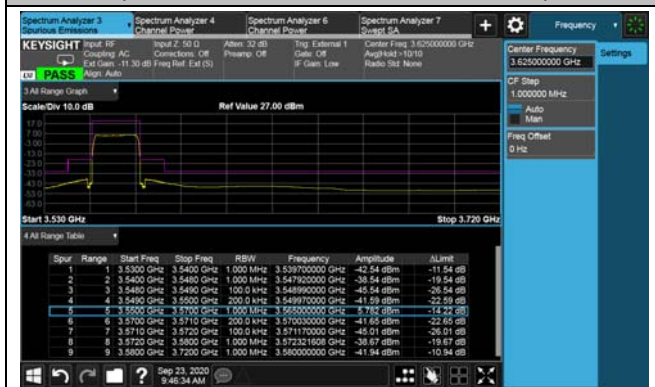 Spectrum Analyzer 3
Spurious Emissions
Spectrum Analyzer 4
Channel Power
Spectrum Analyzer 6
Channel Power
Spectrum Analyzer 7
Swept SA
+
Frequency
KEYSIGHT
Input: RF
Coupling: AC
Ext Gain: -11.30 dB
Align: Auto
Input Z: 50 Ω
Corrections: Off
Freq Ref: Ext (S)
Atten: 32 dB
Preamp: Off
Trig: External 1
Gate: Off
IF Gain: Low
Center Freq: 3.625000000 GHz
Avg|Hold:>10/10
Radio Std: None
LXI
PASS
Center Frequency
3.625000000 GHz
Settings
CF Step
1.000000 MHz
Auto
Man
Freq Offset
0 Hz
3 All Range Graph
Scale/Div 10.0 dB
Ref Value 27.00 dBm
17.0
7.00
-3.00
-13.0
-23.0
-33.0
-43.0
-53.0
-63.0
Start 3.530 GHz
Stop 3.720 GHz
4 All Range Table
Spur Range Start Freq Stop Freq RBW Frequency Amplitude ΔLimit
1 1 3.5300 GHz 3.5400 GHz 1.000 MHz 3.539700000 GHz -42.54 dBm -11.54 dB
2 2 3.5400 GHz 3.5480 GHz 1.000 MHz 3.547920000 GHz -38.54 dBm -19.54 dB
3 3 3.5480 GHz 3.5490 GHz 100.0 kHz 3.548990000 GHz -45.54 dBm -26.54 dB
4 4 3.5490 GHz 3.5500 GHz 200.0 kHz 3.549970000 GHz -41.59 dBm -22.59 dB
5 5 3.5500 GHz 3.5700 GHz 1.000 MHz 3.565000000 GHz 5.782 dBm -14.22 dB
6 6 3.5700 GHz 3.5710 GHz 200.0 kHz 3.570030000 GHz -41.65 dBm -22.65 dB
7 7 3.5710 GHz 3.5720 GHz 100.0 kHz 3.571170000 GHz -45.01 dBm -26.01 dB
8 8 3.5720 GHz 3.5800 GHz 1.000 MHz 3.572321608 GHz -38.67 dBm -19.67 dB
9 9 3.5800 GHz 3.7200 GHz 1.000 MHz 3.580000000 GHz -41.94 dBm -10.94 dB
?
Sep 23, 2020
9:46:34 AM